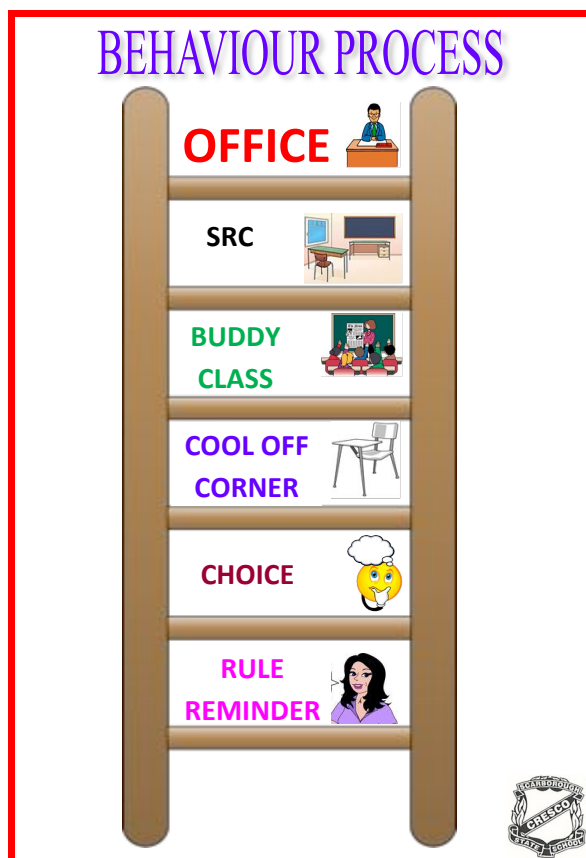 BEHAVIOUR PROCESS
OFFICE
SRC
BUDDY
CLASS
COOL OFF
CORNER
CHOICE
RULE
REMINDER
SCARBOROUGH
CRESCO
STATE SCHOOL